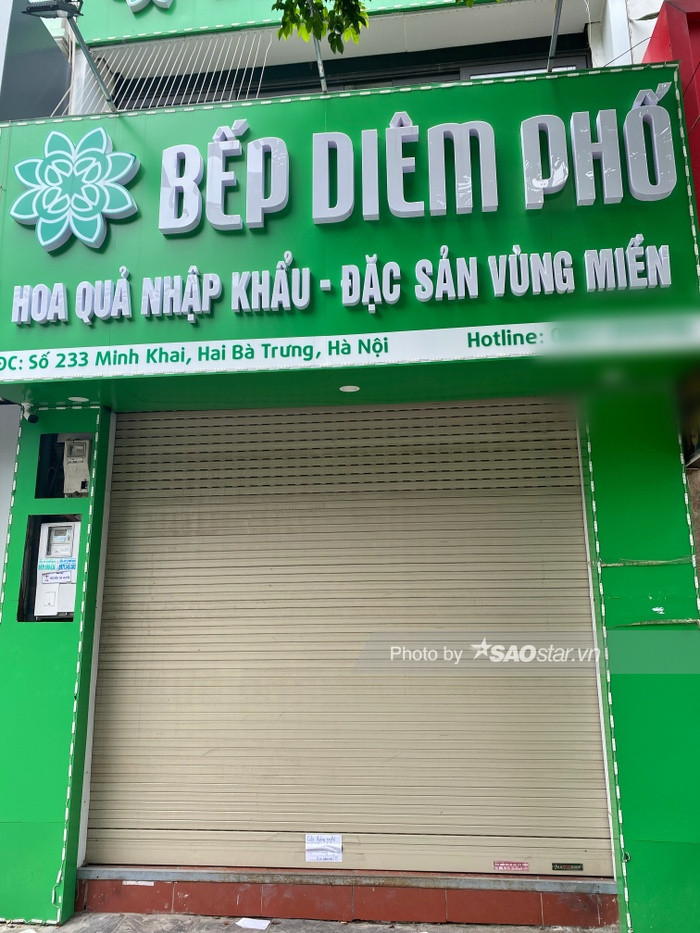 BẾP DIÊM PHỐ
HOA QUẢ NHẬP KHẨU - ĐẶC SẢN VÙNG MIỀN
ĐC: Số 233 Minh Khai, Hai Bà Trưng, Hà Nội
Hotline:
Photo by SAOstar.vn